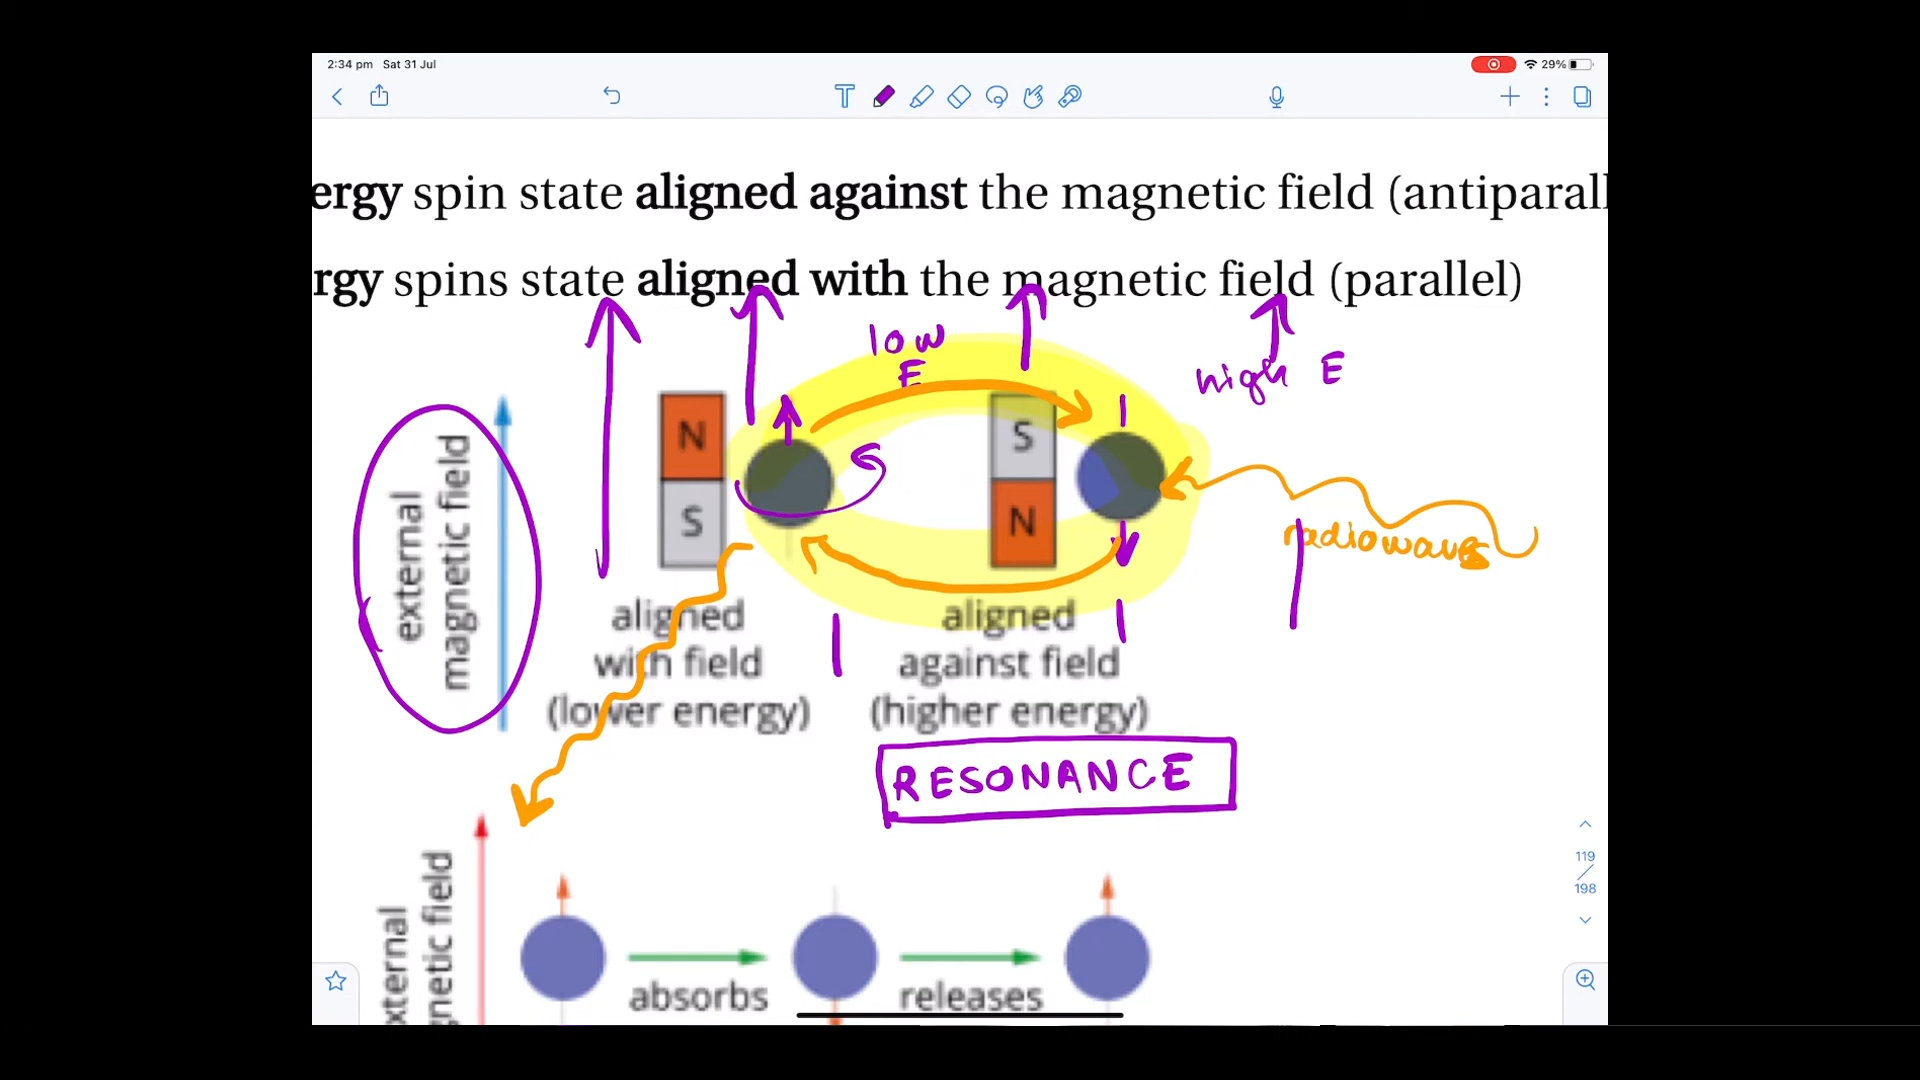 2:34 pm Sat 31 Jul
29%
ergy spin state aligned against the magnetic field (antiparall
rgy spins state aligned with the magnetic field (parallel)
low
E
high E
external
magnetic field
N
S
S
N
radiowaves
aligned
with field
(lower energy)
aligned
against field
(higher energy)
RESONANCE
xternal
gnetic field
absorbs
releases
119
198